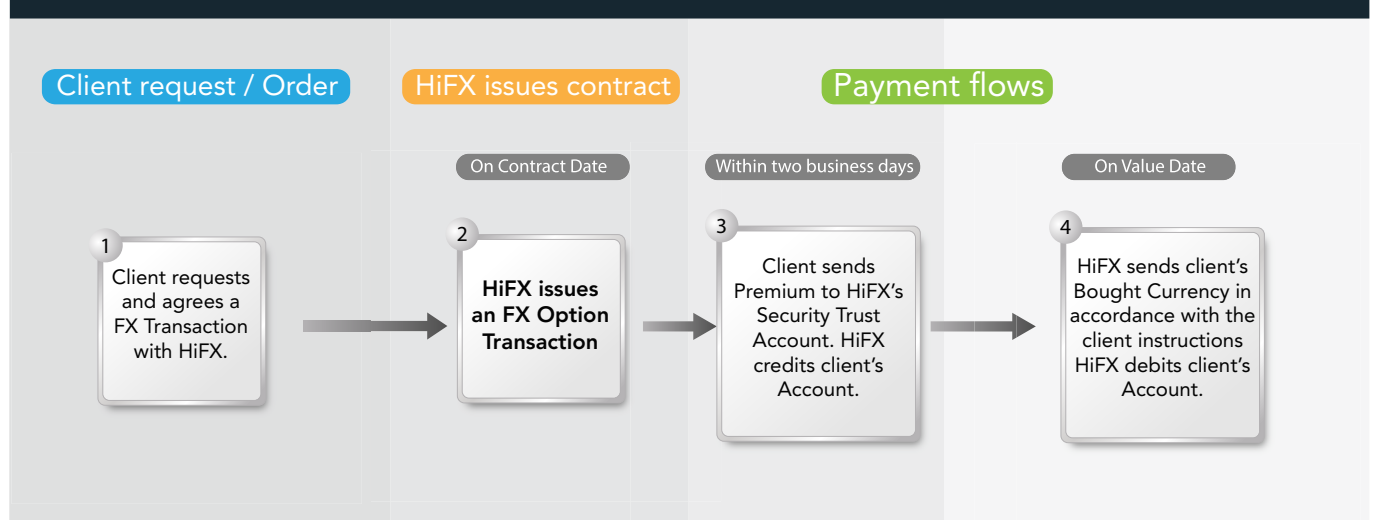 Client request / Order
HiFX issues contract
Payment flows
On Contract Date
Within two business days
On Value Date
1
Client requests
and agrees a
FX Transaction
with HiFX.
2
HiFX issues
an FX Option
Transaction
3
Client sends
Premium to HiFX’s
Security Trust
Account. HiFX
credits client’s
Account.
4
HiFX sends client’s
Bought Currency in
accordance with the
client instructions
HiFX debits client’s
Account.